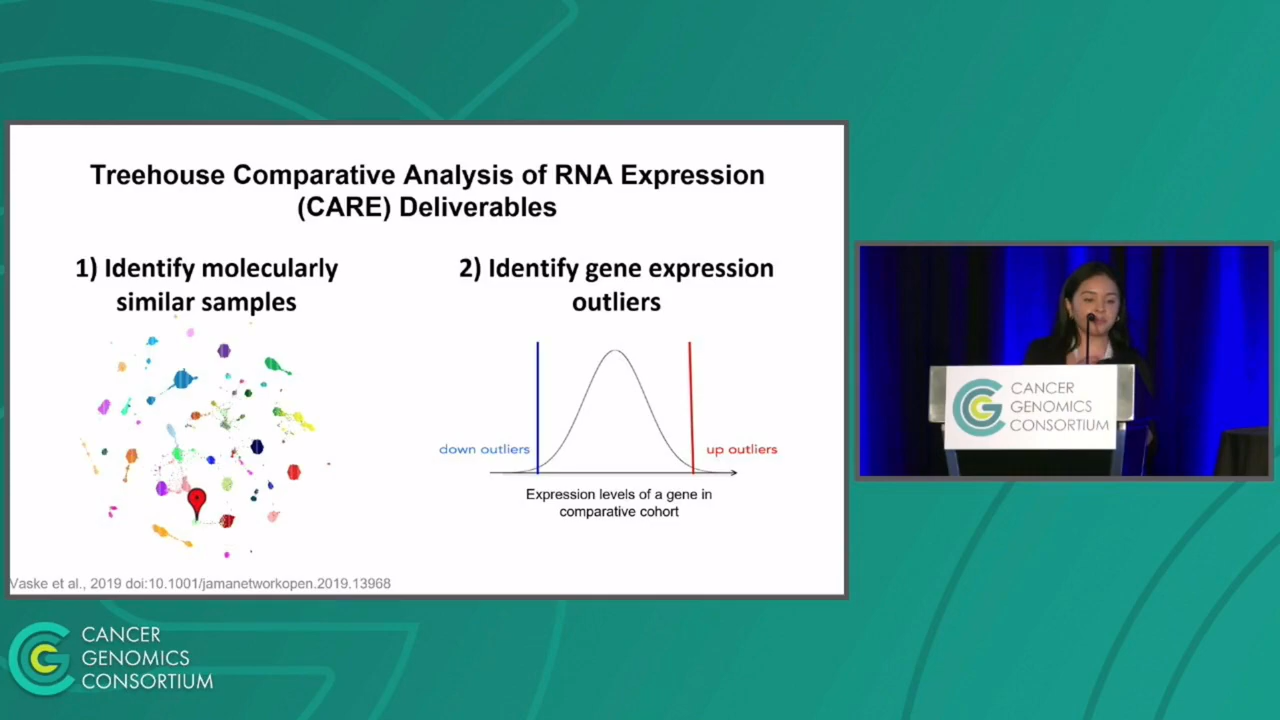 Treehouse Comparative Analysis of RNA Expression
(CARE) Deliverables
1) Identify molecularly
similar samples
2) Identify gene expression
outliers
down outliers
up outliers
Expression levels of a gene in
comparative cohort
Vaske et al., 2019 doi:10.1001/jamanetworkopen.2019.13968
CANCER
GENOMICS
CONSORTIUM
CANCER
GENOMICS
CONSORTIUM